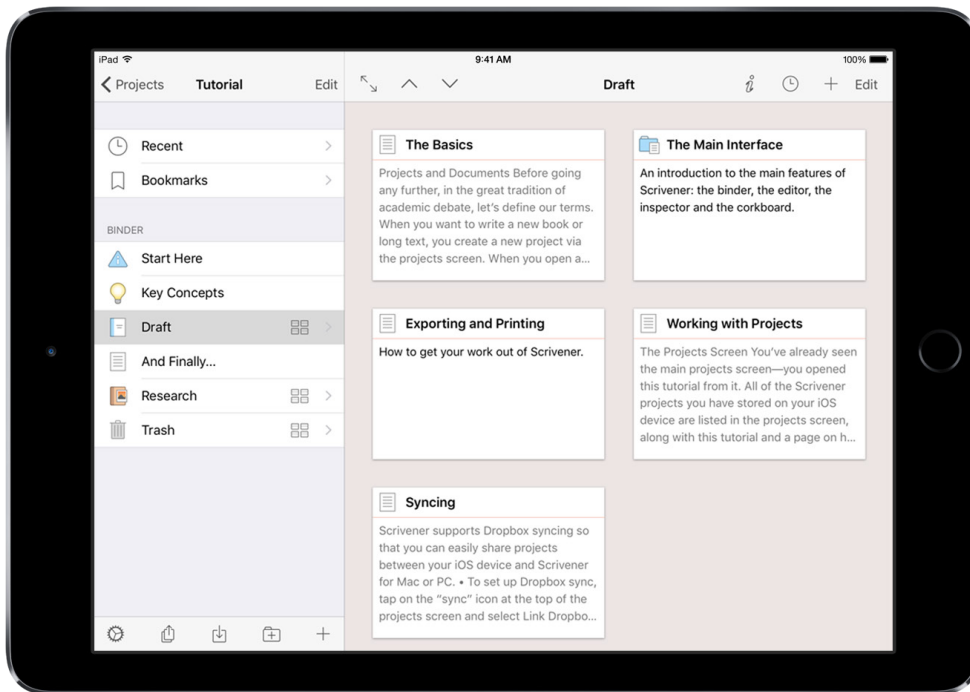 iPad 9:41 AM 100%
Projects Tutorial Edit
Draft Edit
Recent
Bookmarks
BINDER
Start Here
Key Concepts
Draft
And Finally...
Research
Trash
The Basics
Projects and Documents Before going
any further, in the great tradition of
academic debate, let’s define our terms.
When you want to write a new book or
long text, you create a new project via
the projects screen. When you open a...
The Main Interface
An introduction to the main features of
Scrivener: the binder, the editor, the
inspector and the corkboard.
Exporting and Printing
How to get your work out of Scrivener.
Working with Projects
The Projects Screen You’ve already seen
the main projects screen—you opened
this tutorial from it. All of the Scrivener
projects you have stored on your iOS
device are listed in the projects screen,
along with this tutorial and a page on h...
Syncing
Scrivener supports Dropbox syncing so
that you can easily share projects
between your iOS device and Scrivener
for Mac or PC. • To set up Dropbox sync,
tap on the “sync” icon at the top of the
projects screen and select Link Dropbo...